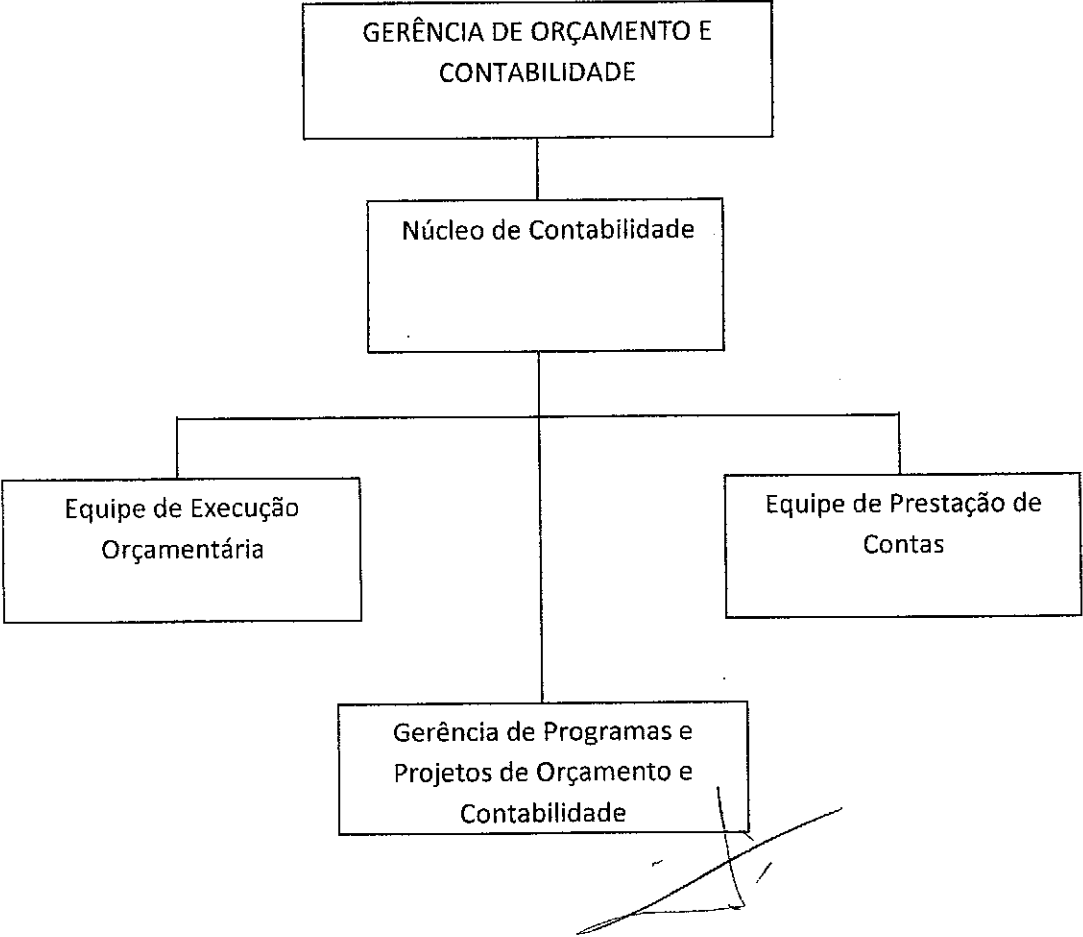 GERÊNCIA DE ORÇAMENTO E
CONTABILIDADE
Núcleo de Contabilidade
Equipe de Execução
Orçamentária
Equipe de Prestação de
Contas
Gerência de Programas e
Projetos de Orçamento e
Contabilidade